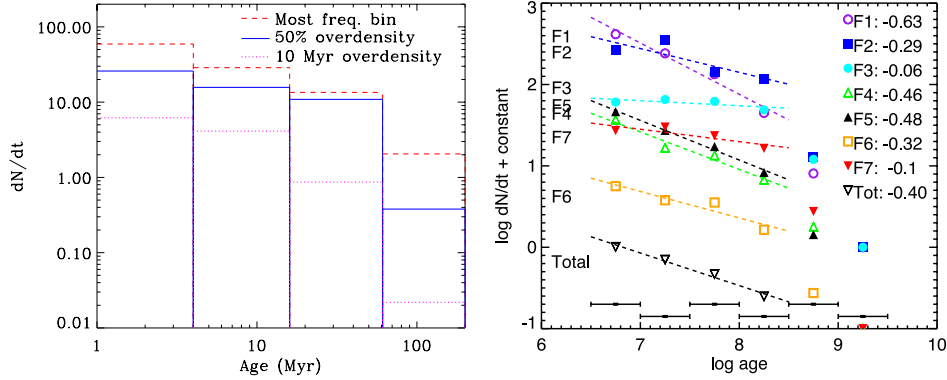 Most freq. bin
50% overdensity
10 Myr overdensity
100.00
10.00
1.00
0.10
0.01
dN/dt
1
10
100
Age (Myr)
log dN/dt + constant
3
2
1
0
-1
F1
F2
F3
F5
F4
F7
F6
Total
F1: -0.63
F2: -0.29
F3: -0.06
F4: -0.46
F5: -0.48
F6: -0.32
F7: -0.1
Tot: -0.40
6
7
8
9
10
log age